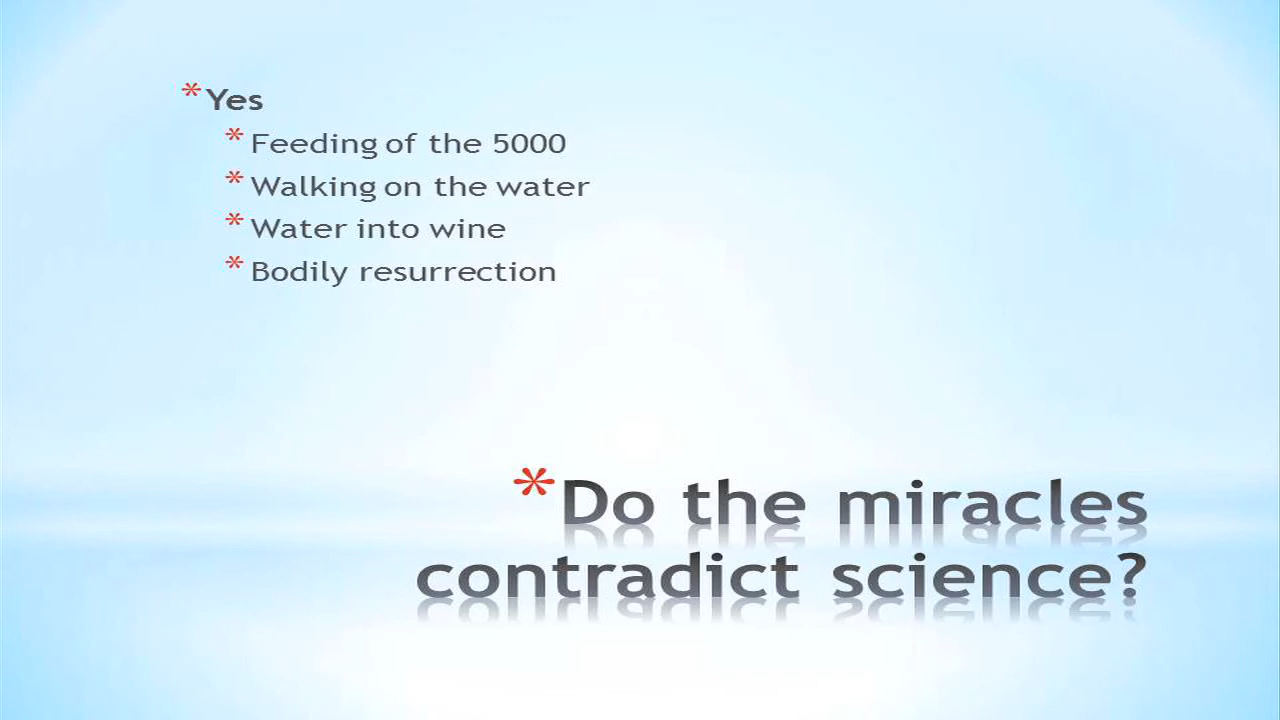 * Yes
* Feeding of the 5000
* Walking on the water
* Water into wine
* Bodily resurrection
* Do the miracles
contradict science?